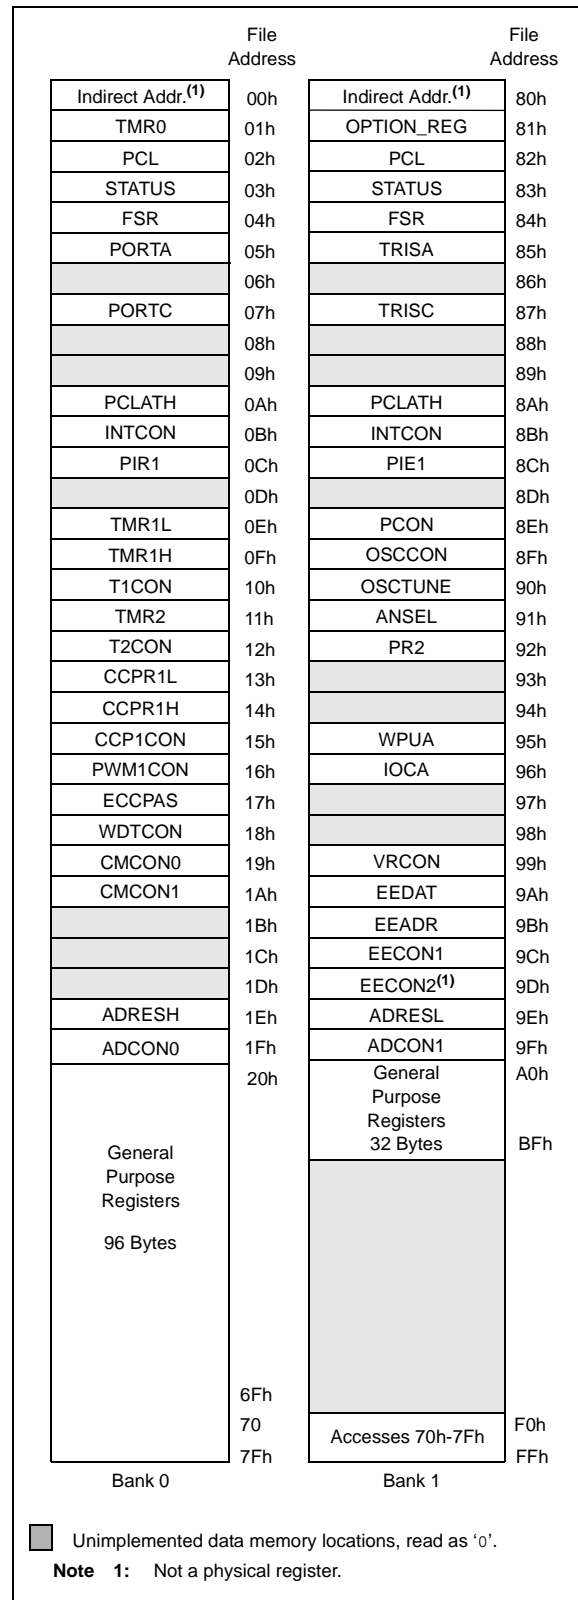 File Address File Address
Indirect Addr.(1) 00h Indirect Addr.(1) 80h
TMR0 01h OPTION_REG 81h
PCL 02h PCL 82h
STATUS 03h STATUS 83h
FSR 04h FSR 84h
PORTA 05h TRISA 85h
06h 86h
PORTC 07h TRISC 87h
08h 88h
09h 89h
PCLATH 0Ah PCLATH 8Ah
INTCON 0Bh INTCON 8Bh
PIR1 0Ch PIE1 8Ch
0Dh 8Dh
TMR1L 0Eh PCON 8Eh
TMR1H 0Fh OSCCON 8Fh
T1CON 10h OSCTUNE 90h
TMR2 11h ANSEL 91h
T2CON 12h PR2 92h
CCPR1L 13h 93h
CCPR1H 14h 94h
CCP1CON 15h WPUA 95h
PWM1CON 16h IOCA 96h
ECCPAS 17h 97h
WDTCON 18h 98h
CMCON0 19h VRCON 99h
CMCON1 1Ah EEDAT 9Ah
1Bh EEADR 9Bh
1Ch EECON1 9Ch
1Dh EECON2(1) 9Dh
ADRESH 1Eh ADRESL 9Eh
ADCON0 1Fh ADCON1 9Fh
20h General A0h
Purpose
Registers
32 Bytes BFh
General
Purpose
Registers
96 Bytes
6Fh
70 F0h
Accesses 70h-7Fh
7Fh FFh
Bank 0 Bank 1
Unimplemented data memory locations, read as ‘0’.
Note 1: Not a physical register.